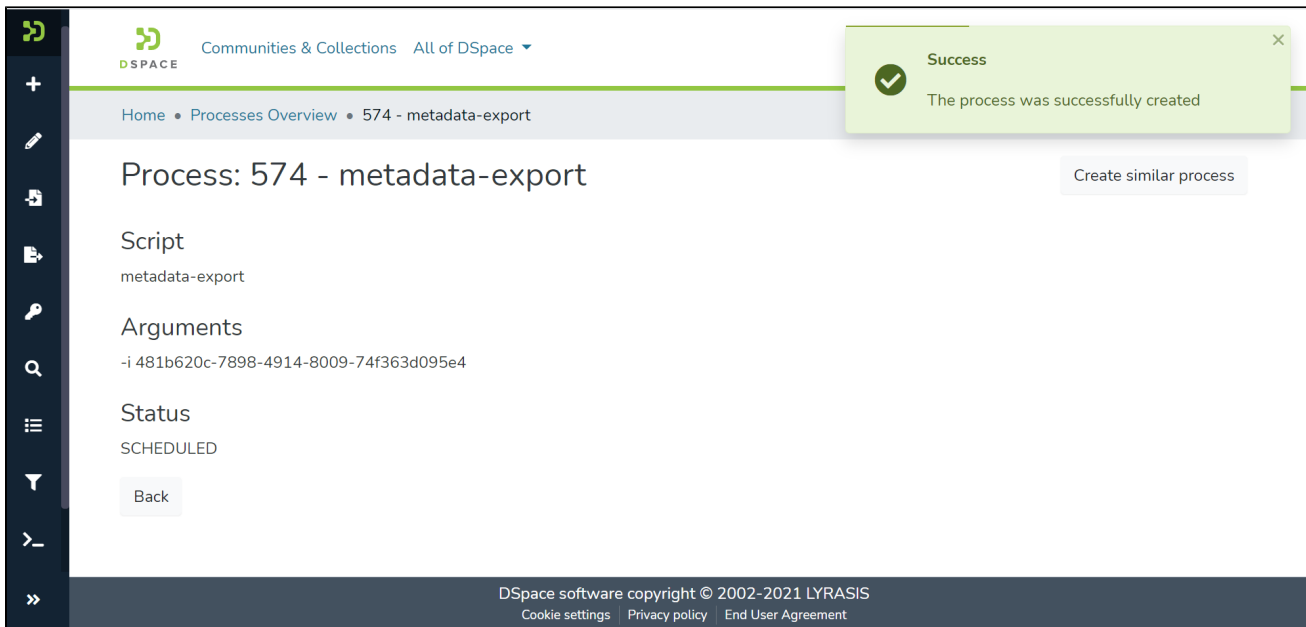 DSPACE
Communities & Collections All of DSpace
Success
The process was successfully created
Home • Processes Overview • 574 - metadata-export
Process: 574 - metadata-export
Create similar process
Script
metadata-export
Arguments
-i 481b620c-7898-4914-8009-74f363d095e4
Status
SCHEDULED
Back
DSpace software copyright © 2002-2021 LYRASIS
Cookie settings Privacy policy End User Agreement